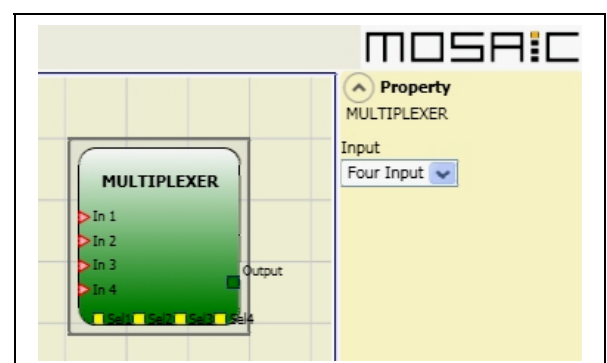 MOSAIC
Property
MULTIPLEXER
Input
Four Input
MULTIPLEXER
In 1
In 2
In 3
In 4
Output
Sel1 Sel2 Sel3 Sel4